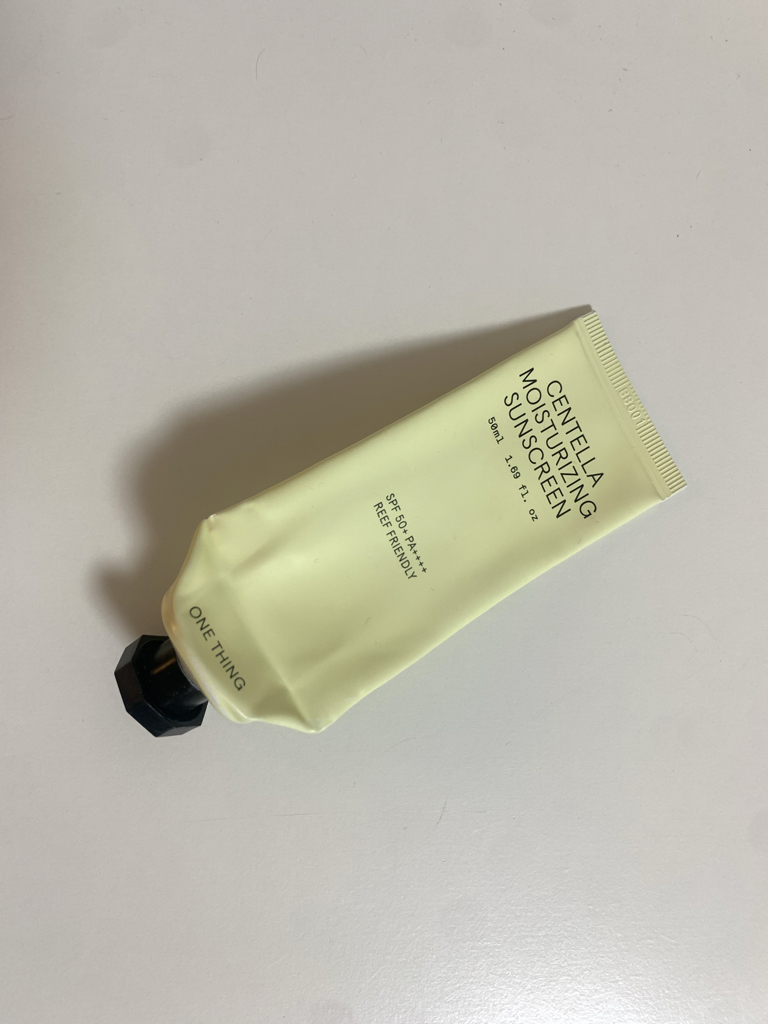 CENTELLA
MOISTURIZING
SUNSCREEN
50ml 1.69 fl. oz
SPF 50+ PA++++
REEF FRIENDLY
ONE THING